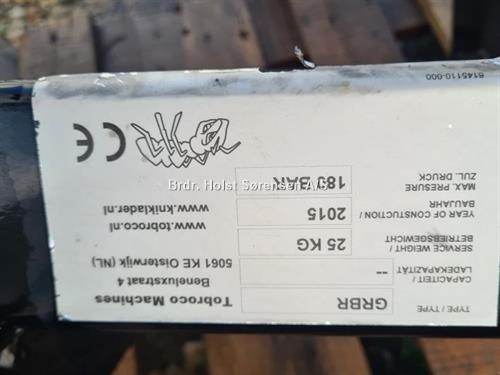 Tobroco Machines
Beneluxstraat 4
5061 KE Oisterwijk (NL)
www.tobroco.nl
www.kniklader.nl
CE
TYPE / TYPE
GRBR
CAPACITEIT /
LADEKAPAZITÄT
--
SERVICE WEIGHT /
BETRIEBSGEWICHT
25 KG
YEAR OF CONSTUCTION /
BAUJAHR
2015
MAX. PRESURE
ZUL. DRUCK
180 BAR
6145110-000
Brdr. Holst Sørensen A/S